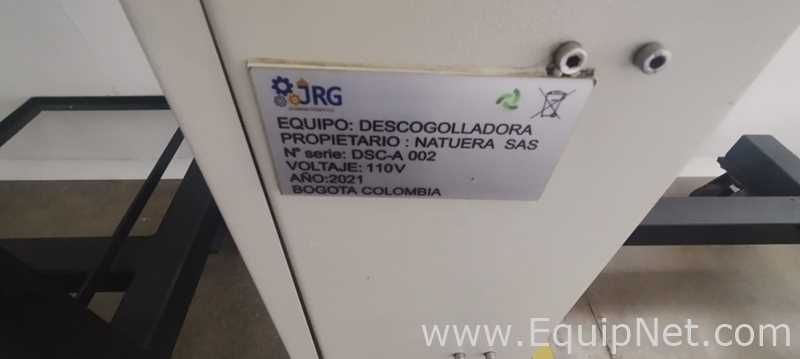 JRG
EQUIPO: DESCOGOLLADORA
PROPIETARIO : NATUERA SAS
N° serie: DSC-A 002
VOLTAJE: 110V
AÑO:2021
BOGOTA COLOMBIA
www.EquipNet.com